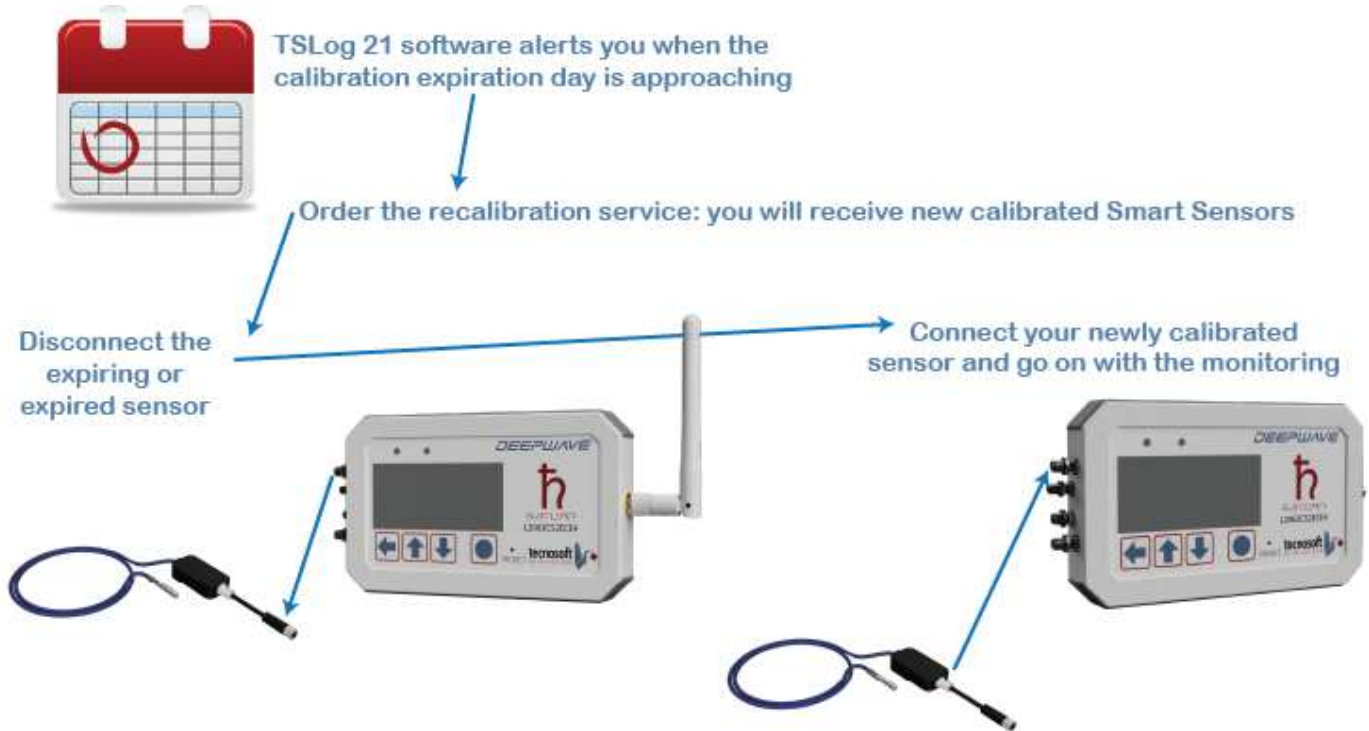 TSLog 21 software alerts you when the
calibration expiration day is approaching
Order the recalibration service: you will receive new calibrated Smart Sensors
Disconnect the
expiring or
expired sensor
Connect your newly calibrated
sensor and go on with the monitoring
DEEPWAVE
RESET tecnosoft
DEEPWAVE
RESET tecnosoft